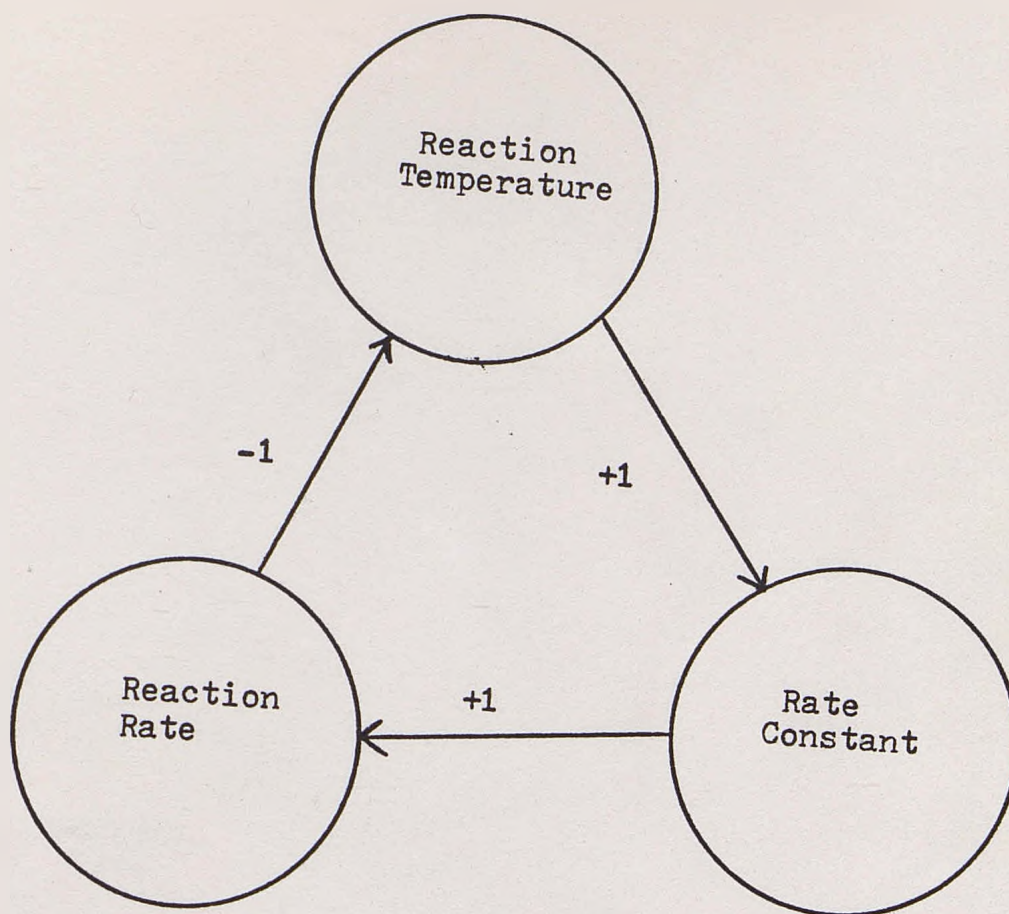 Reaction
Temperature
-1
+1
Reaction
Rate
+1
Rate
Constant